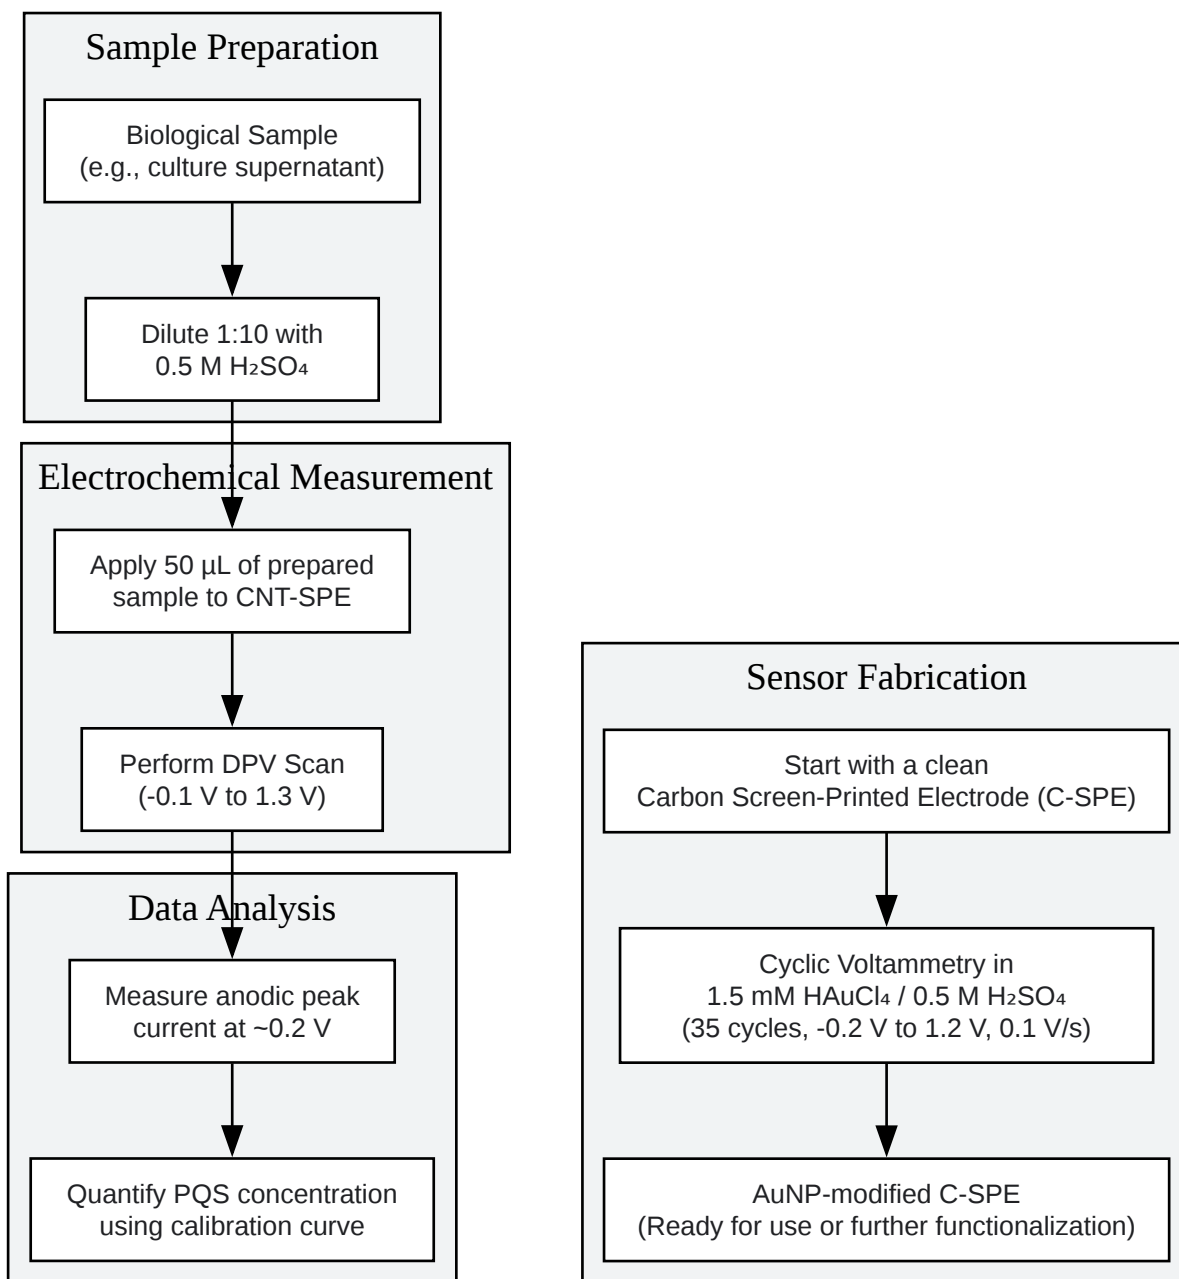 Sample Preparation
Biological Sample
(e.g., culture supernatant)
Dilute 1:10 with
0.5 M H₂SO₄
Electrochemical Measurement
Apply 50 µL of prepared
sample to CNT-SPE
Perform DPV Scan
(-0.1 V to 1.3 V)
Data Analysis
Measure anodic peak
current at ~0.2 V
Quantify PQS concentration
using calibration curve
Sensor Fabrication
Start with a clean
Carbon Screen-Printed Electrode (C-SPE)
Cyclic Voltammetry in
1.5 mM HAuCl₄ / 0.5 M H₂SO₄
(35 cycles, -0.2 V to 1.2 V, 0.1 V/s)
AuNP-modified C-SPE
(Ready for use or further functionalization)